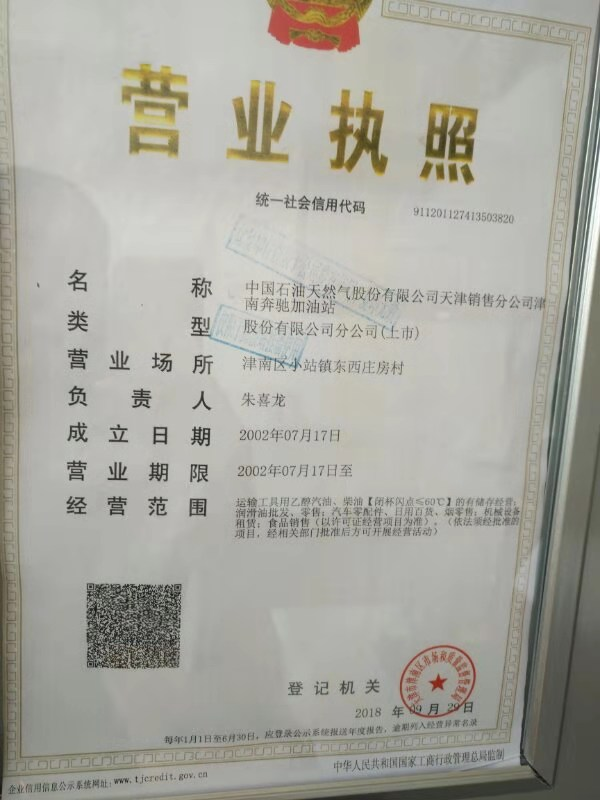 营业执照
统一社会信用代码 911201127413503820
名称 中国石油天然气股份有限公司天津销售分公司津
南奔驰加油站
类型 股份有限公司分公司(上市)
营业场所 津南区小站镇东西庄房村
负责人 朱喜龙
成立日期 2002年07月17日
营业期限 2002年07月17日至
经营范围 运输工具用乙醇汽油、柴油【闭杯闪点≤60℃】的有储存经营;
润滑油批发、零售;汽车零配件、日用百货、烟零售;机械设备
租赁;食品销售(以许可证经营项目为准)。(依法须经批准的
项目,经相关部门批准后方可开展经营活动)
登记机关
2018 年 09 月 29 日
每年1月1日至6月30日,应登录公示系统报送年度报告,逾期列入经营异常名录
企业信用信息公示系统网址:www.tjcredit.gov.cn
中华人民共和国国家工商行政管理总局监制